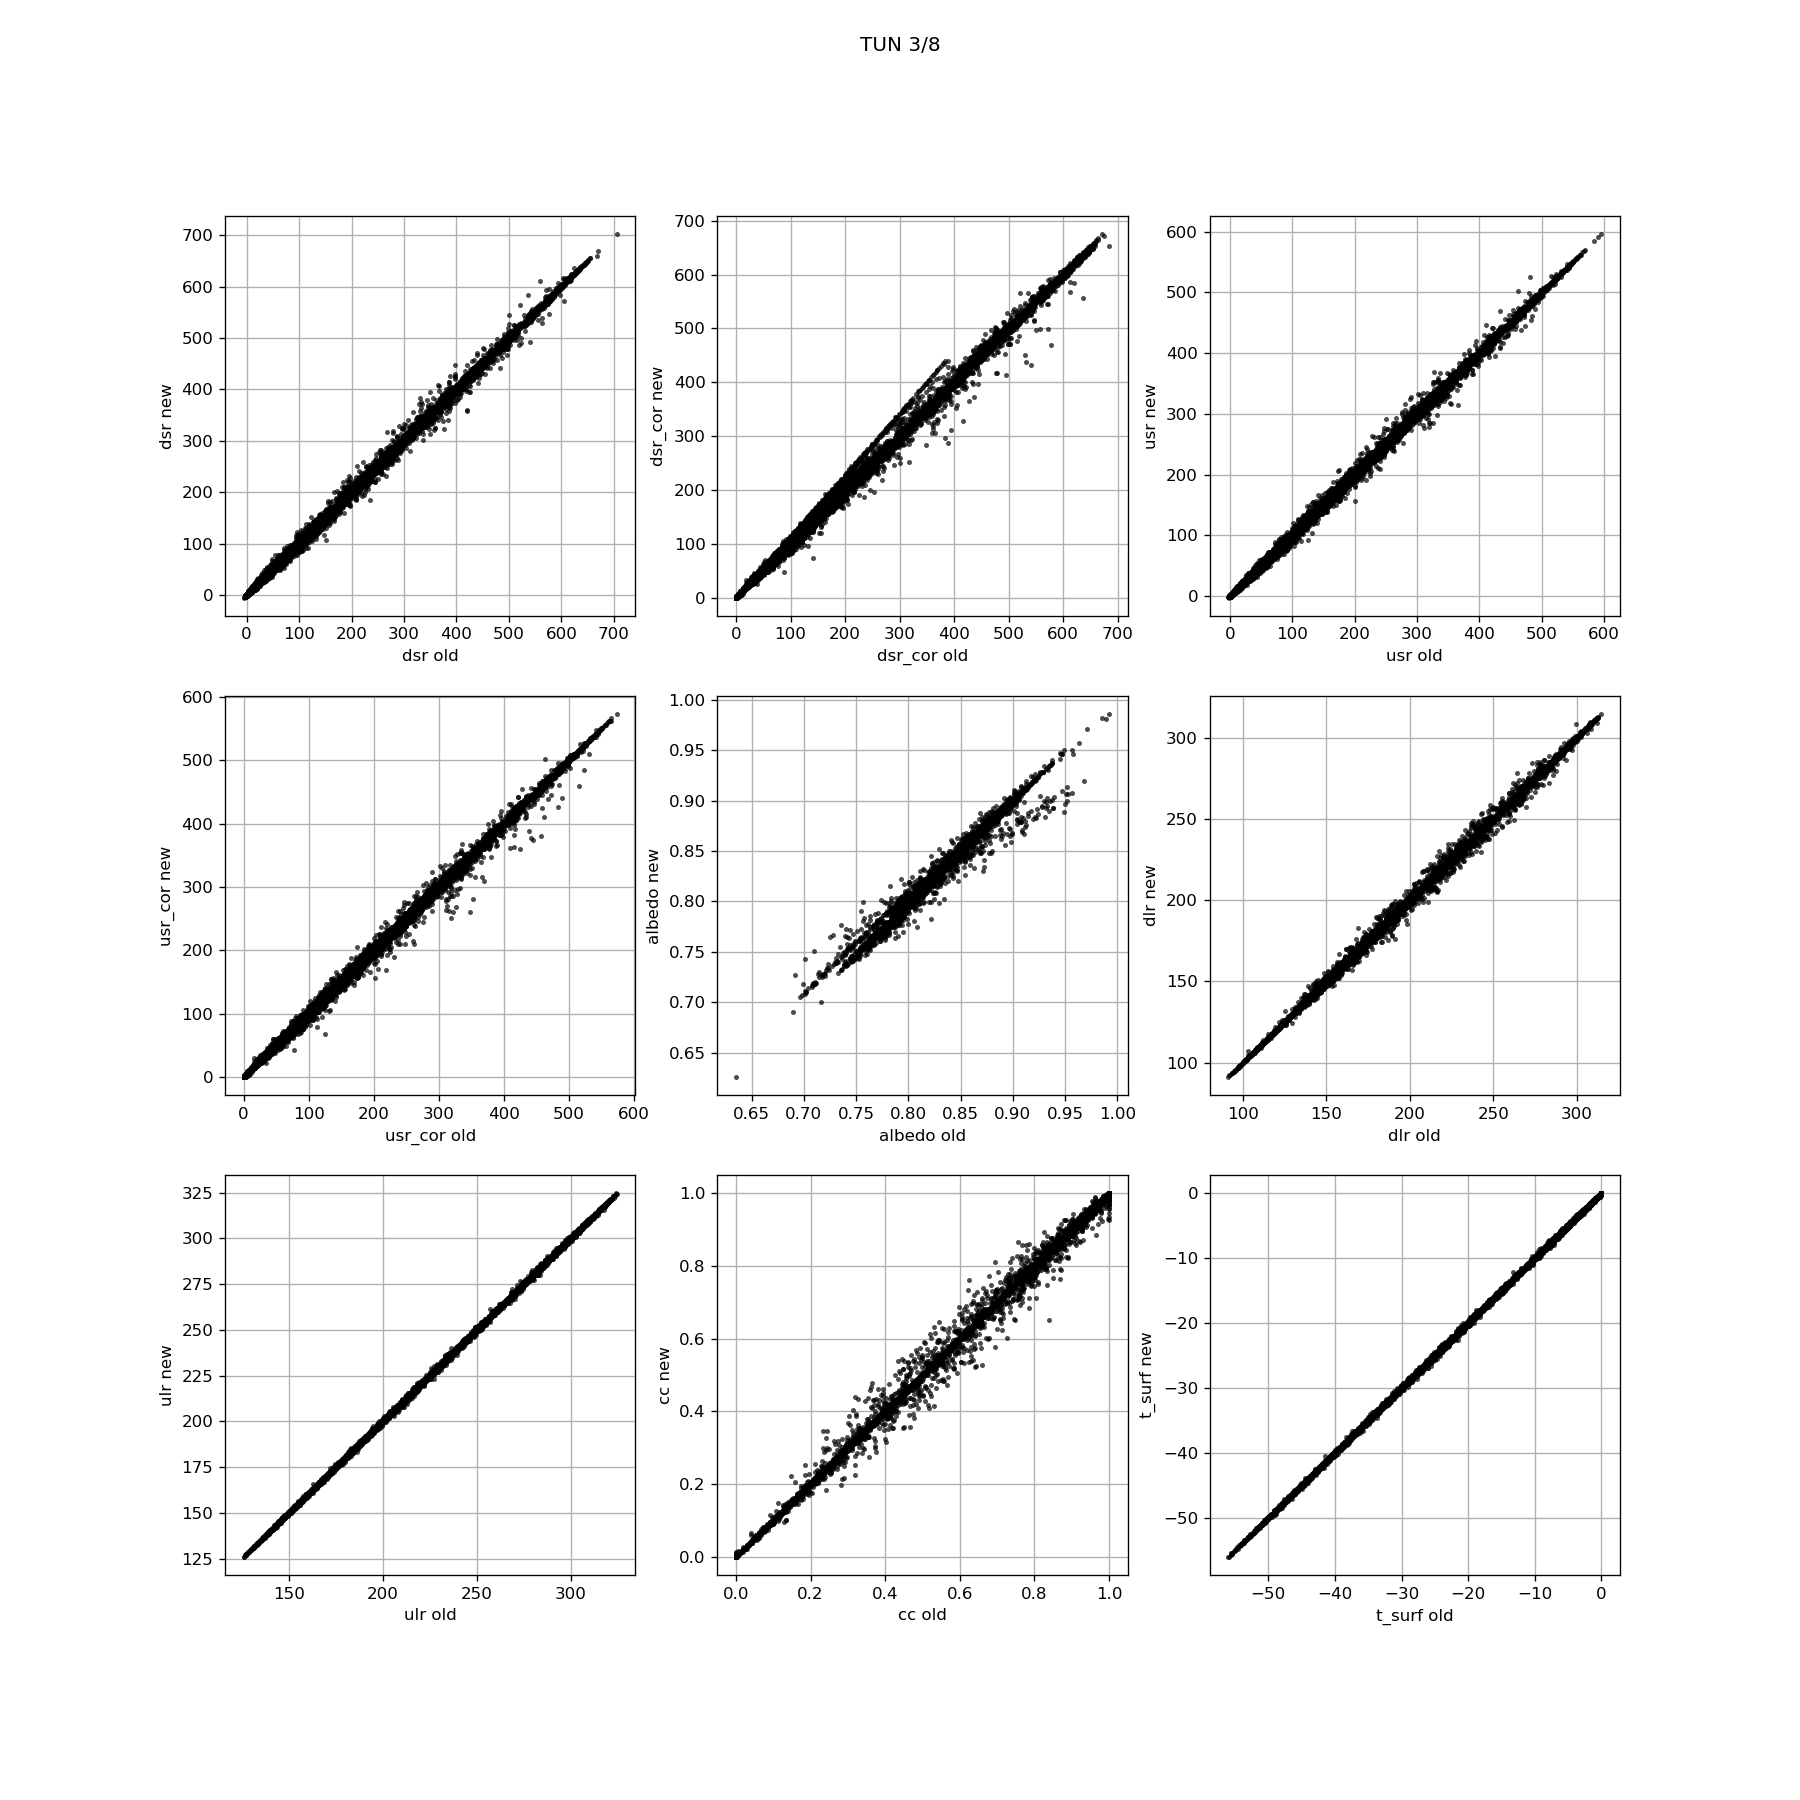 TUN 3/8
700
600
500
400
300
200
100
0
dsr new
0 100 200 300 400 500 600 700
dsr old
700
600
500
400
300
200
100
0
dsr_cor new
0 100 200 300 400 500 600 700
dsr_cor old
600
500
400
300
200
100
0
usr new
0 100 200 300 400 500 600
usr old
600
500
400
300
200
100
0
usr_cor new
0 100 200 300 400 500 600
usr_cor old
1.00
0.95
0.90
0.85
0.80
0.75
0.70
0.65
albedo new
0.65 0.70 0.75 0.80 0.85 0.90 0.95 1.00
albedo old
300
250
200
150
100
dlr new
100 150 200 250 300
dlr old
325
300
275
250
225
200
175
150
125
ulr new
150 200 250 300
ulr old
1.0
0.8
0.6
0.4
0.2
0.0
cc new
0.0 0.2 0.4 0.6 0.8 1.0
cc old
0
−10
−20
−30
−40
−50
t_surf new
−50 −40 −30 −20 −10 0
t_surf old